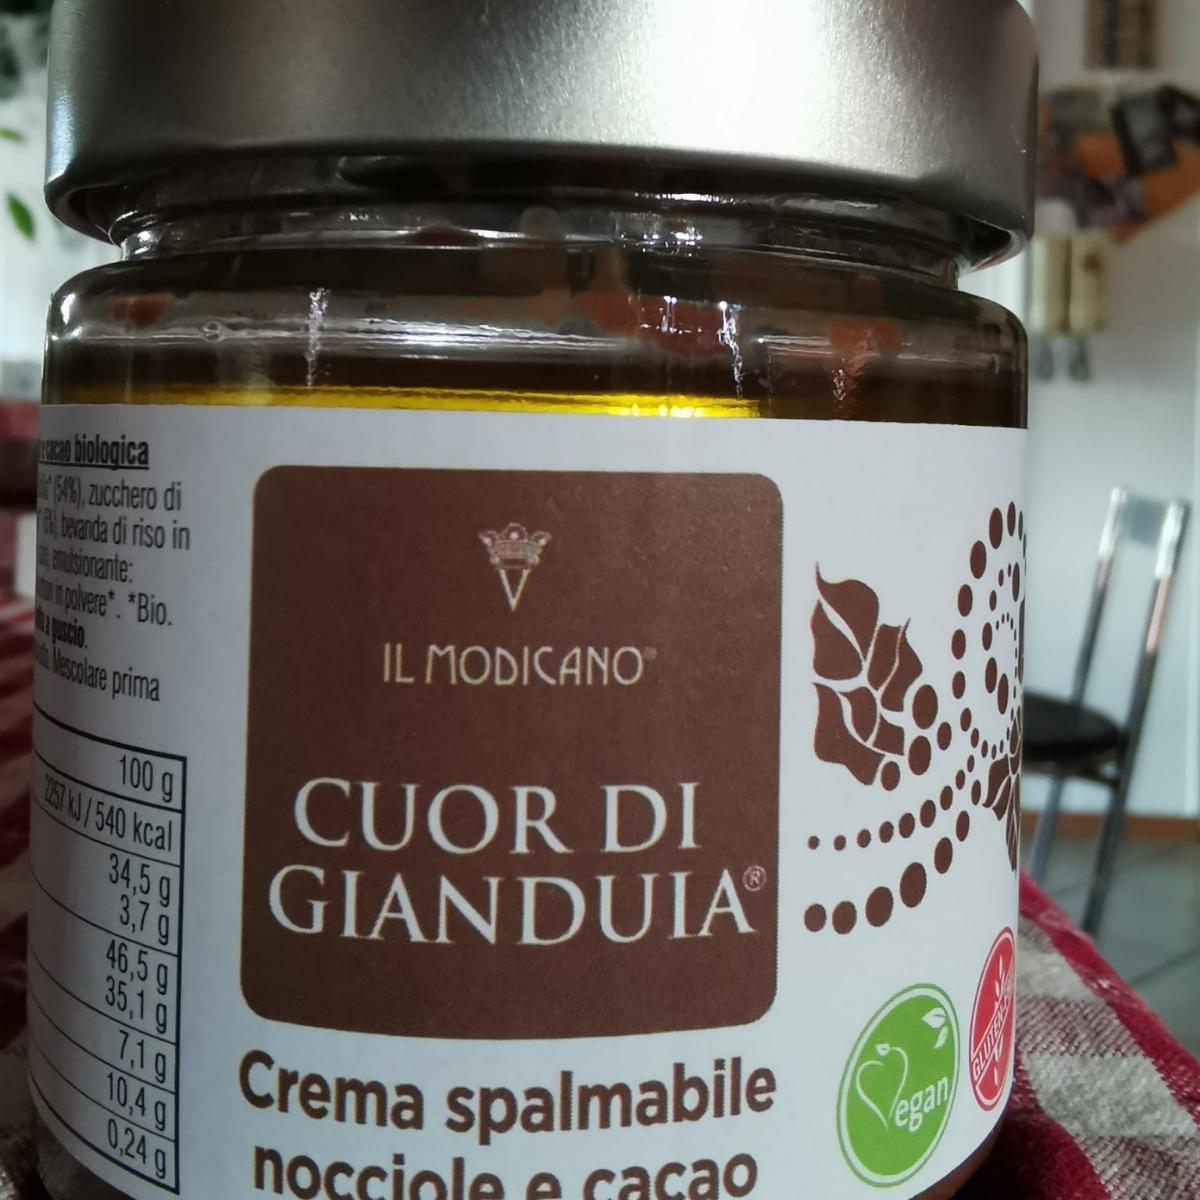 e cacao biologica
(54%), zucchero di
bevanda di riso in
emulsionante:
in polvere*. *Bio.
a guscio.
Mescolare prima
100 g
2257 kJ / 540 kcal
34,5 g
3,7 g
46,5 g
35,1 g
7,1 g
10,4 g
0,24 g
IL MODICANO®
CUOR DI
GIANDUIA®
Crema spalmabile
nocciole e cacao
Vegan
GLUTEN